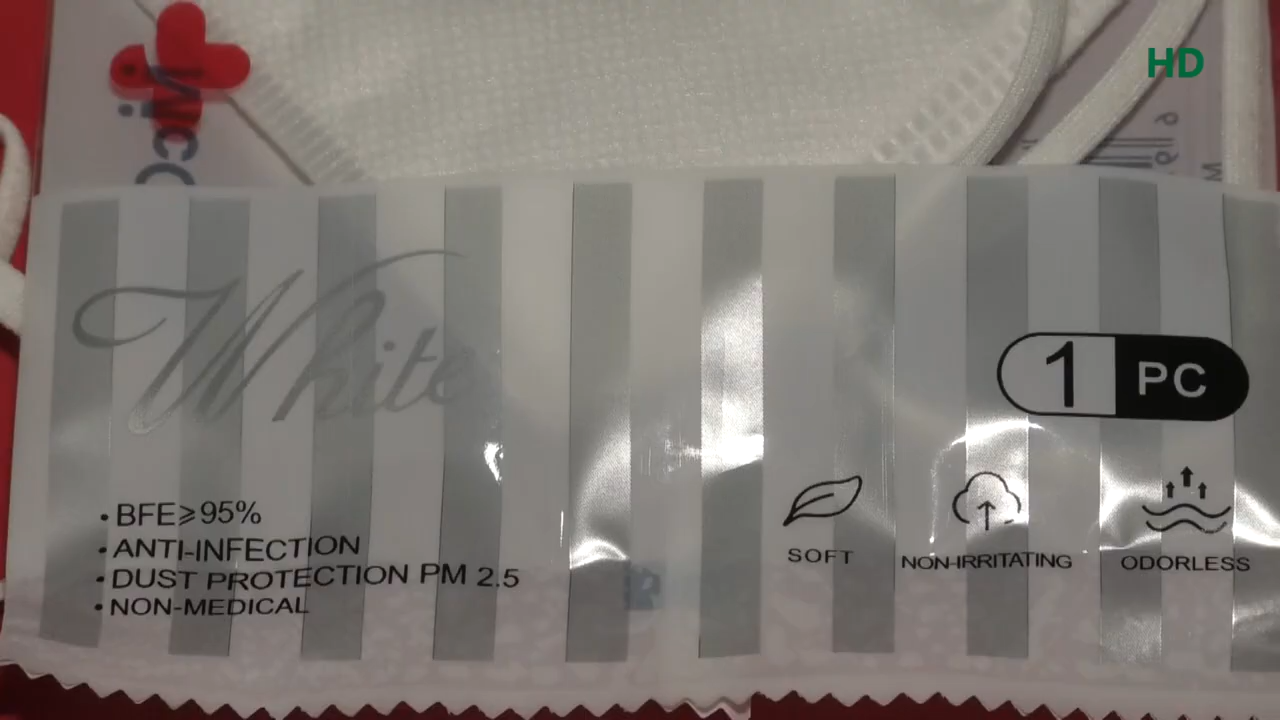 HD
White
1 PC
• BFE≥95%
• ANTI-INFECTION
• DUST PROTECTION PM 2.5
• NON-MEDICAL
SOFT
NON-IRRITATING
ODORLESS